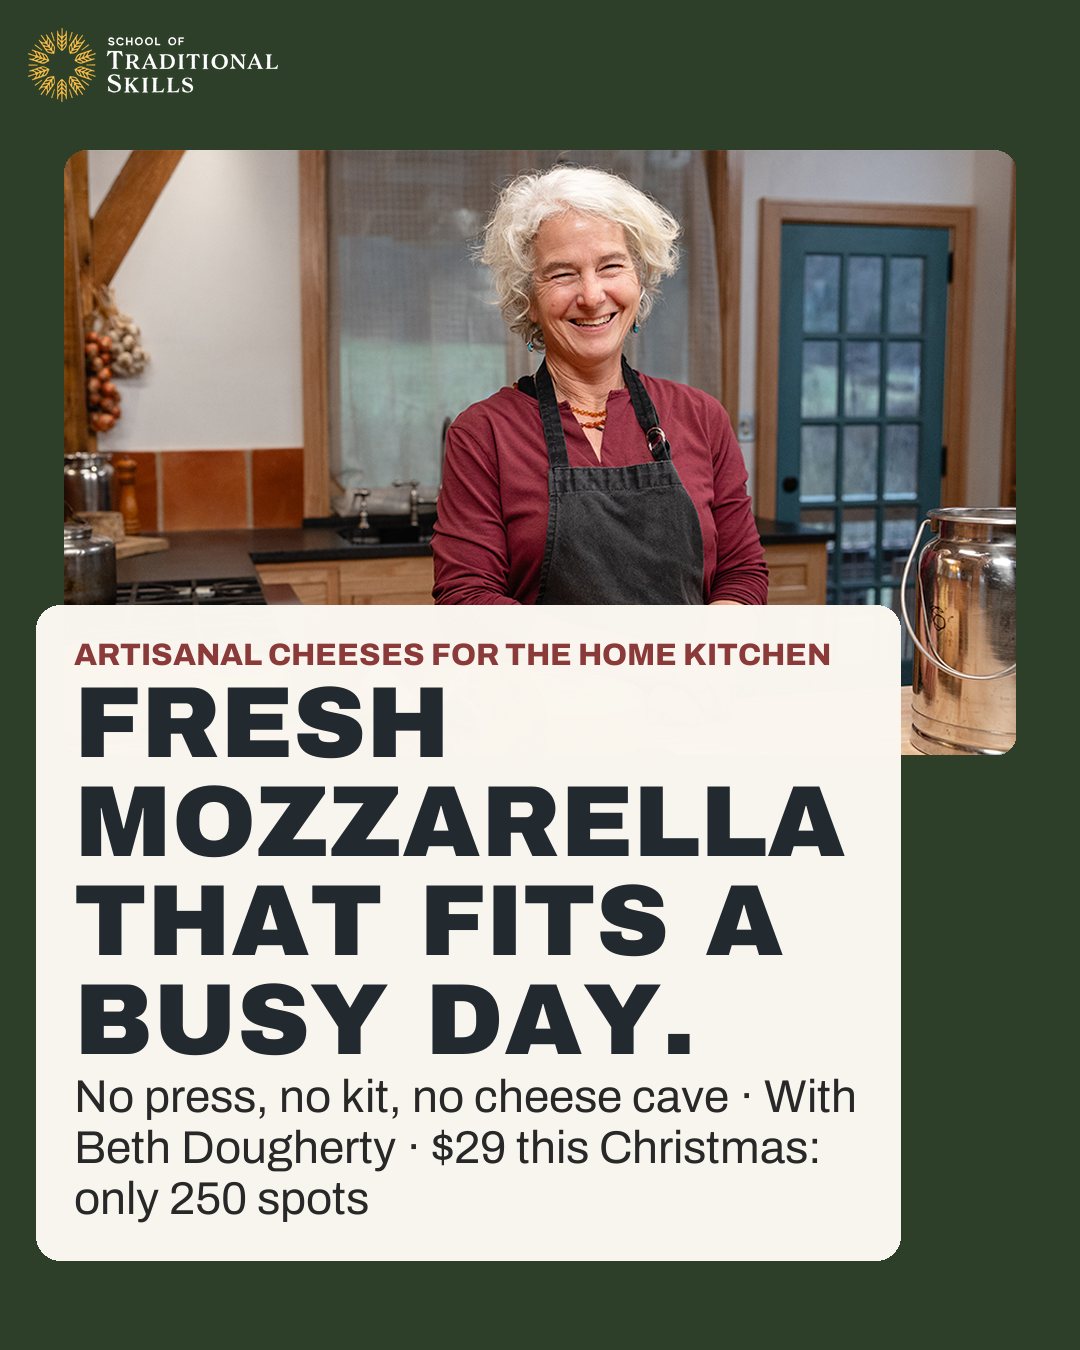 SCHOOL OF
TRADITIONAL
SKILLS
ARTISANAL CHEESES FOR THE HOME KITCHEN
FRESH
MOZZARELLA
THAT FITS A
BUSY DAY.
No press, no kit, no cheese cave · With
Beth Dougherty · $29 this Christmas:
only 250 spots